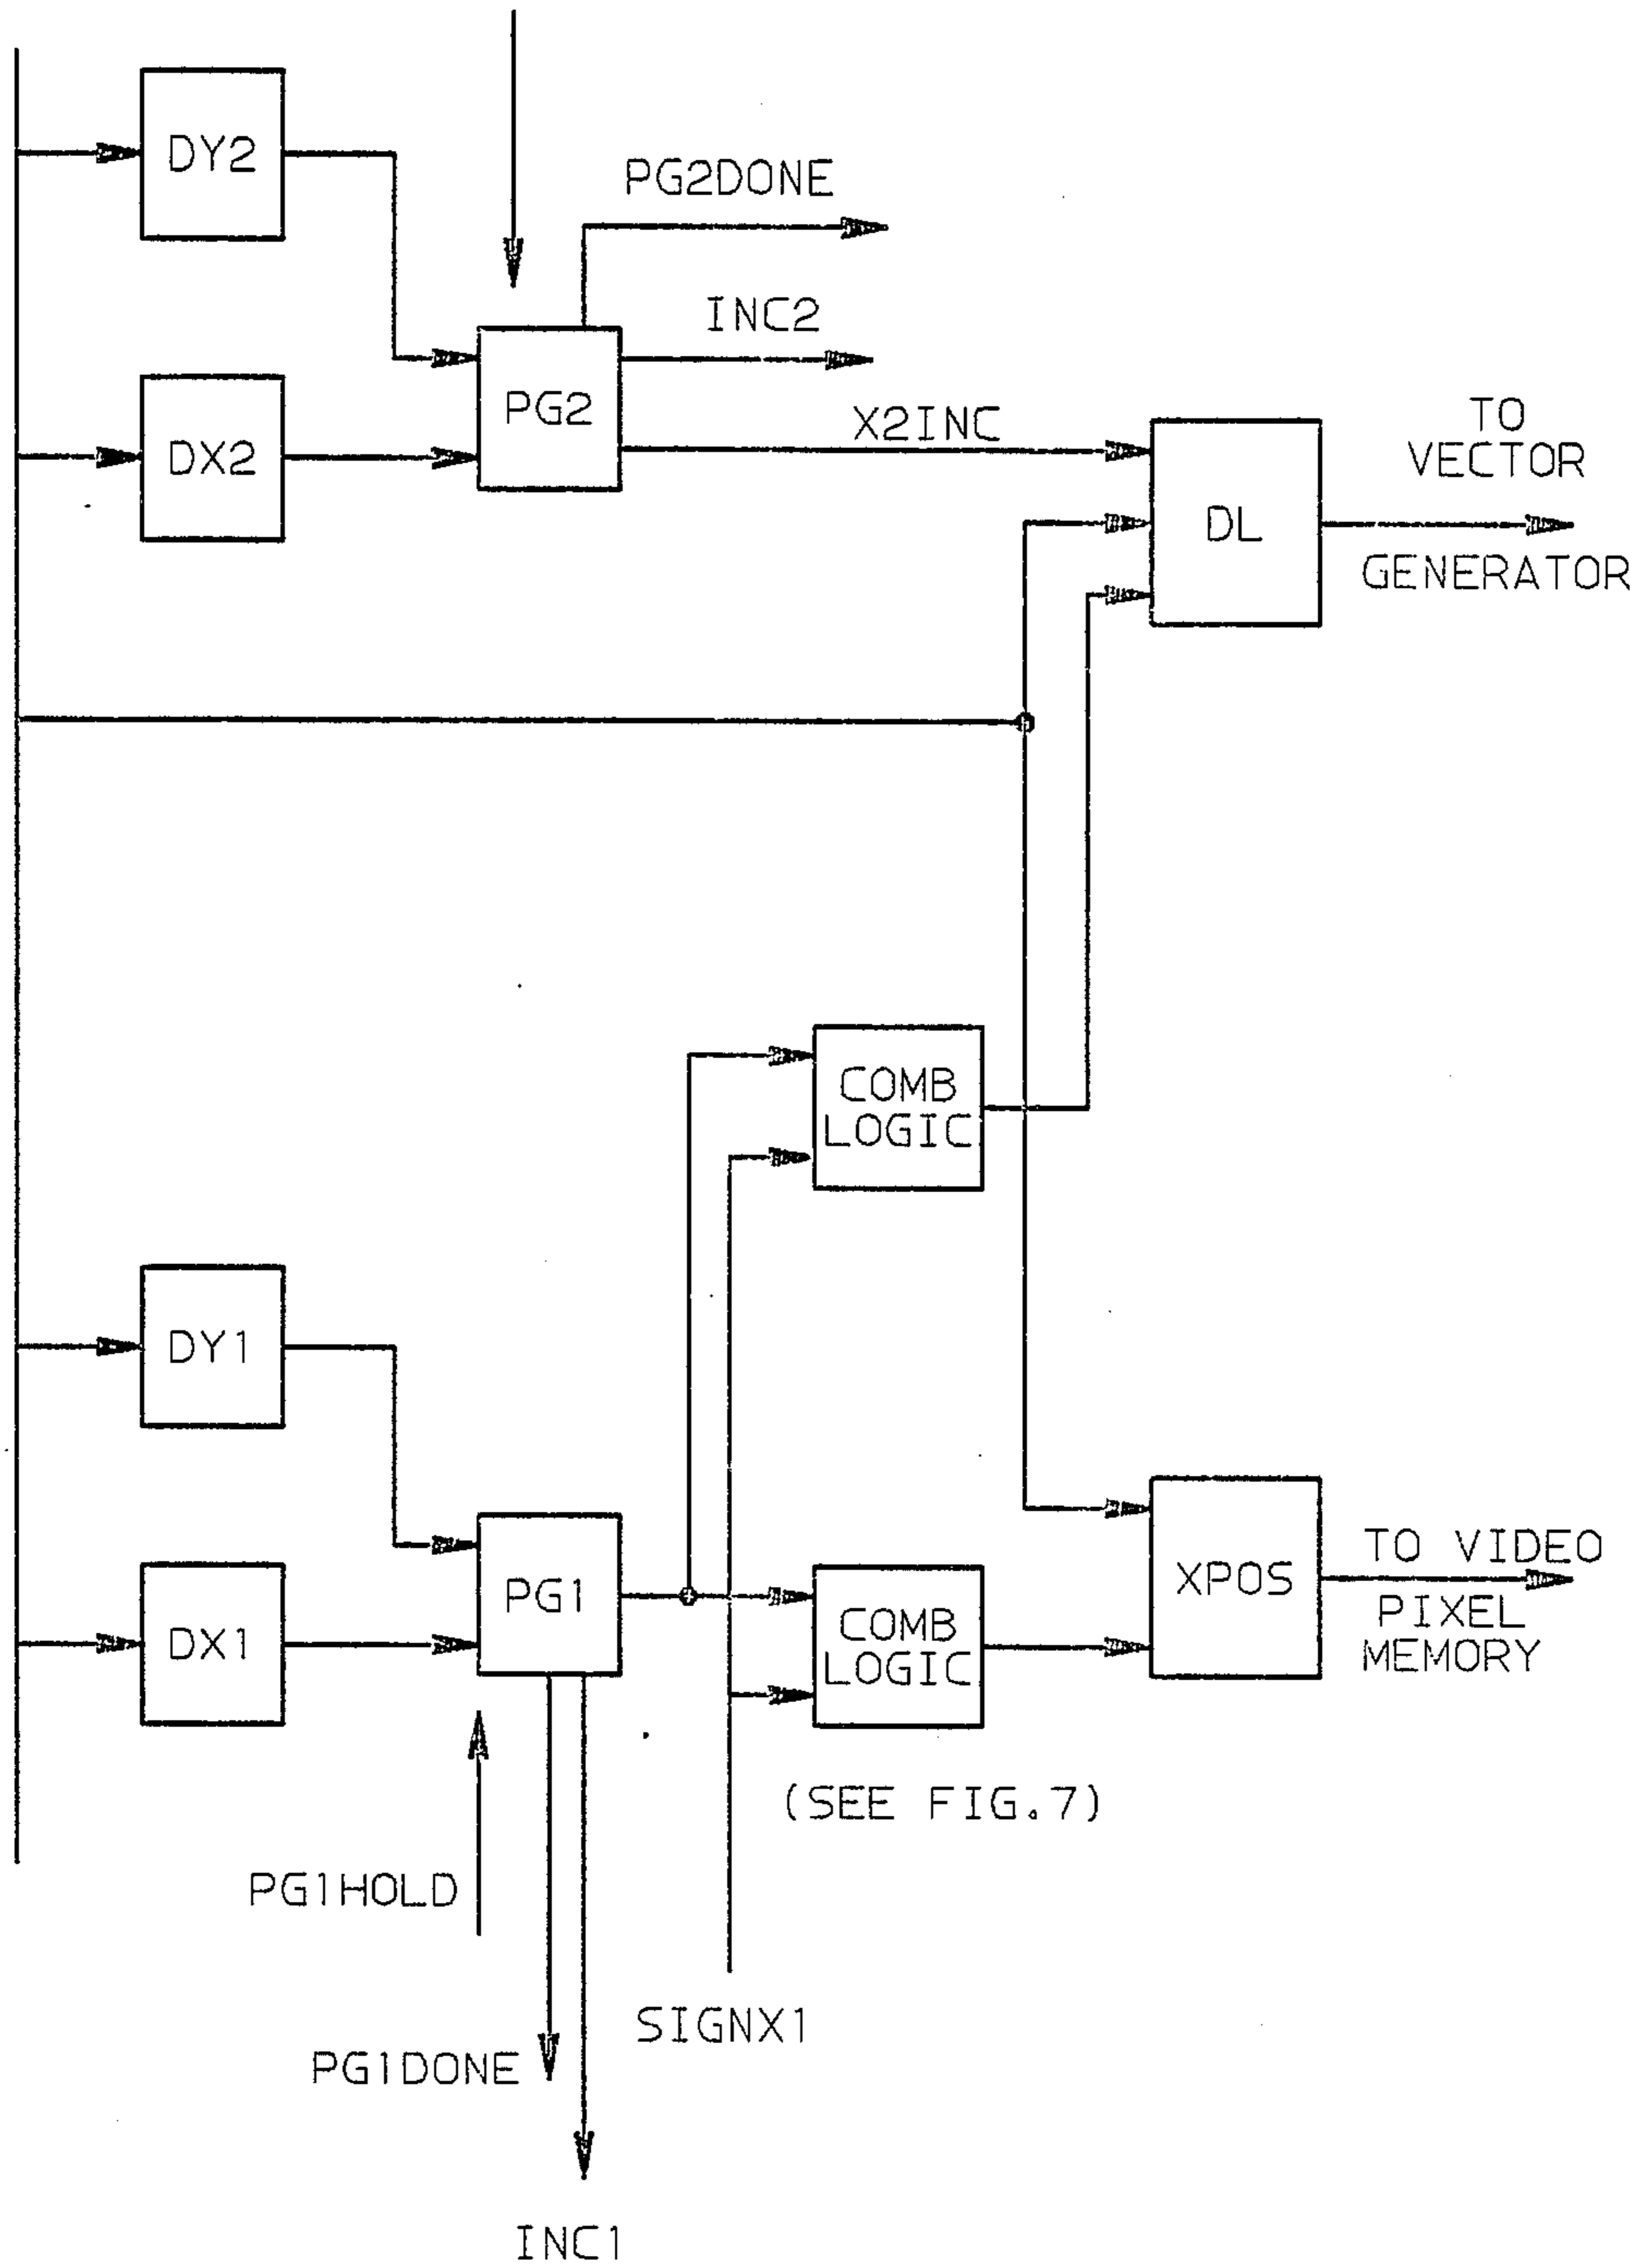 DY2
PG2DONE
INC2
PG2
X2INC
DX2
TO
VECTOR
DL
GENERATOR
COMB
LOGIC
DY1
PG1
COMB
LOGIC
XPOS
TO VIDEO
PIXEL
MEMORY
DX1
(SEE FIG.7)
PG1HOLD
SIGNX1
PG1DONE
INC1